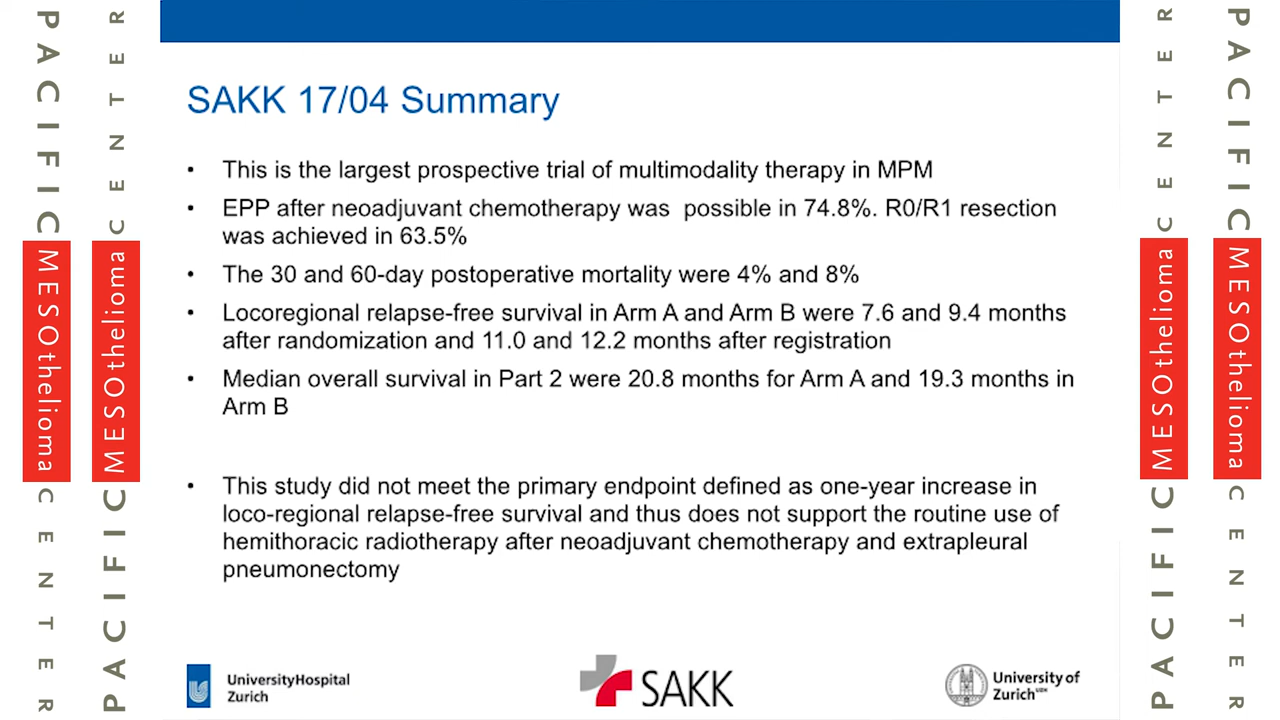 SAKK 17/04 Summary
• This is the largest prospective trial of multimodality therapy in MPM
• EPP after neoadjuvant chemotherapy was possible in 74.8%. R0/R1 resection
was achieved in 63.5%
• The 30 and 60-day postoperative mortality were 4% and 8%
• Locoregional relapse-free survival in Arm A and Arm B were 7.6 and 9.4 months
after randomization and 11.0 and 12.2 months after registration
• Median overall survival in Part 2 were 20.8 months for Arm A and 19.3 months in
Arm B
• This study did not meet the primary endpoint defined as one-year increase in
loco-regional relapse-free survival and thus does not support the routine use of
hemithoracic radiotherapy after neoadjuvant chemotherapy and extrapleural
pneumonectomy
UniversityHospital
Zurich
SAKK
University of
Zurich UZH
PACIFIC MESOthelioma CENTER
PACIFIC MESOthelioma CENTER
PACIFIC MESOthelioma CENTER
PACIFIC MESOthelioma CENTER